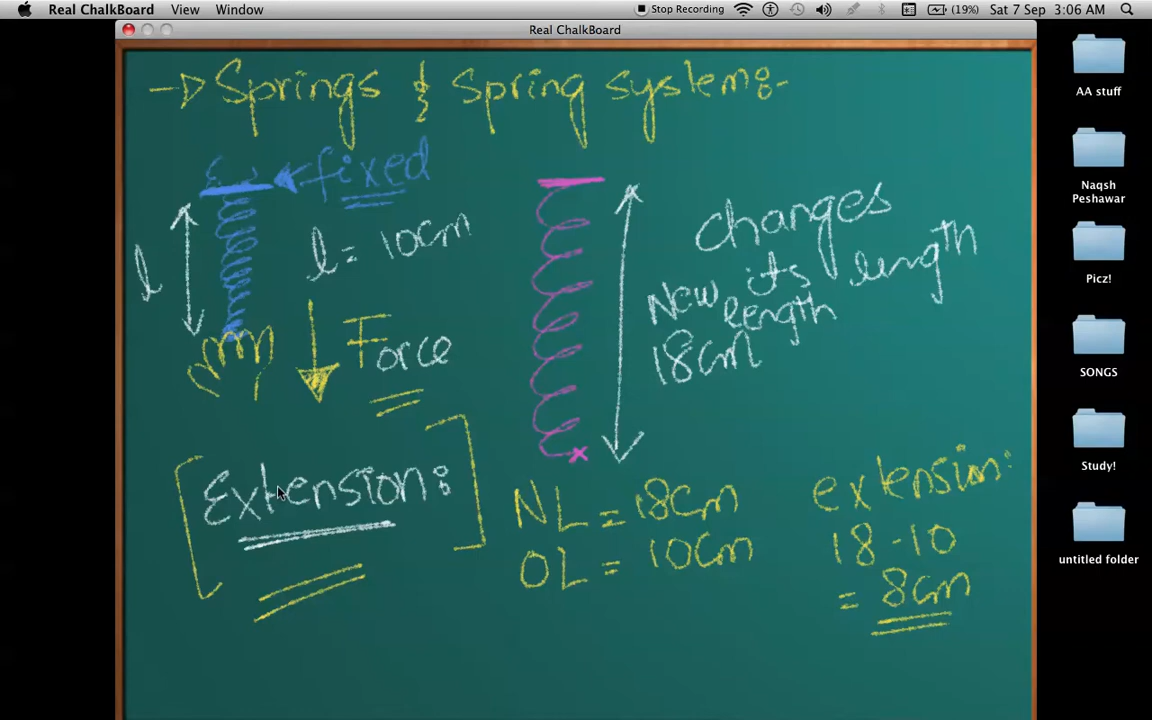 Real ChalkBoard View Window Stop Recording (19%) Sat 7 Sep 3:06 AM
Real ChalkBoard
Springs & Spring system:-
fixed
l
l = 10cm
Force
changes
its length
New length
18cm
Extension:
NL = 18cm
OL = 10cm
extension:
18-10
= 8cm
AA stuff
Naqsh
Peshawar
Picz!
SONGS
Study!
untitled folder